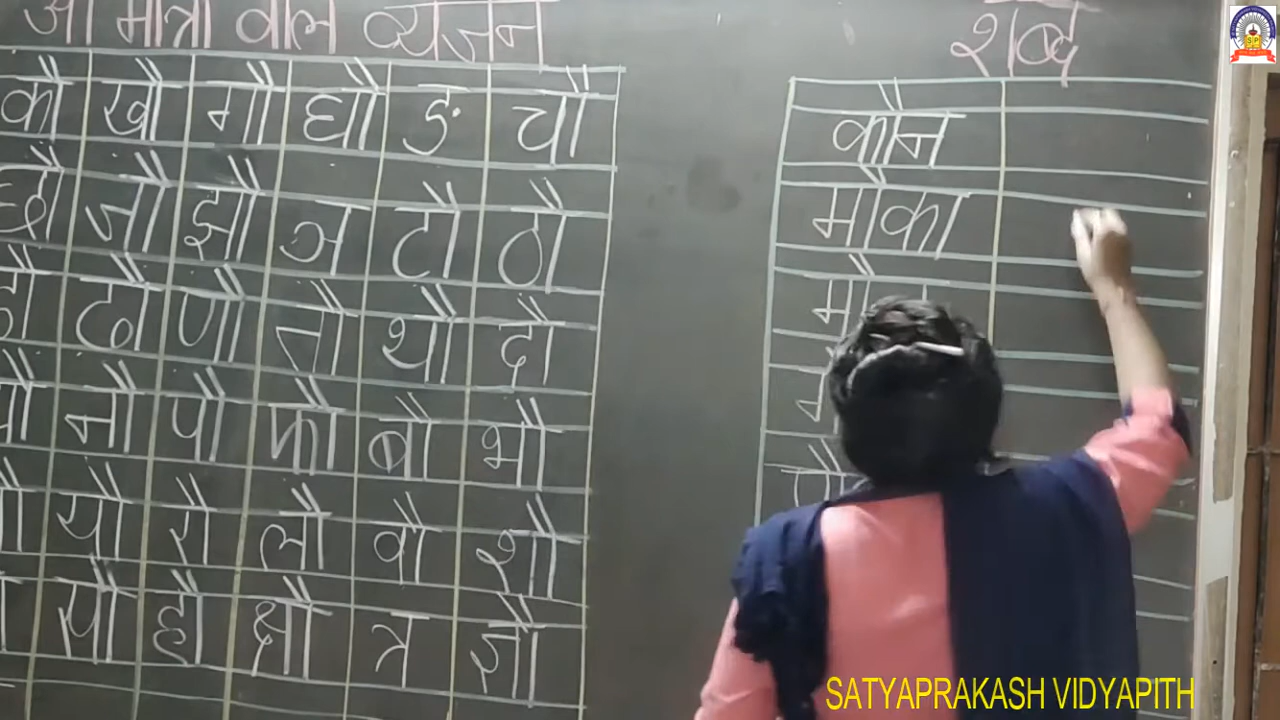 औ मात्रा वाले व्यंजन
कौ खौ गौ घौ ङ चौ
छौ जौ झौ ञ टौ ठौ
ढौ णौ तौ थौ दौ
नौ पौ फौ बौ भौ
यौ रौ लौ वौ शौ
सौ हौ क्षौ त्र ज्ञौ
शब्द
कौन
मौका
SATYAPRAKASH VIDYAPITH